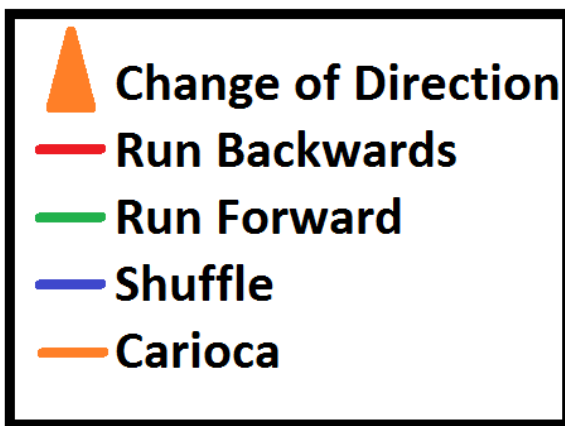 Change of Direction
Run Backwards
Run Forward
Shuffle
Carioca